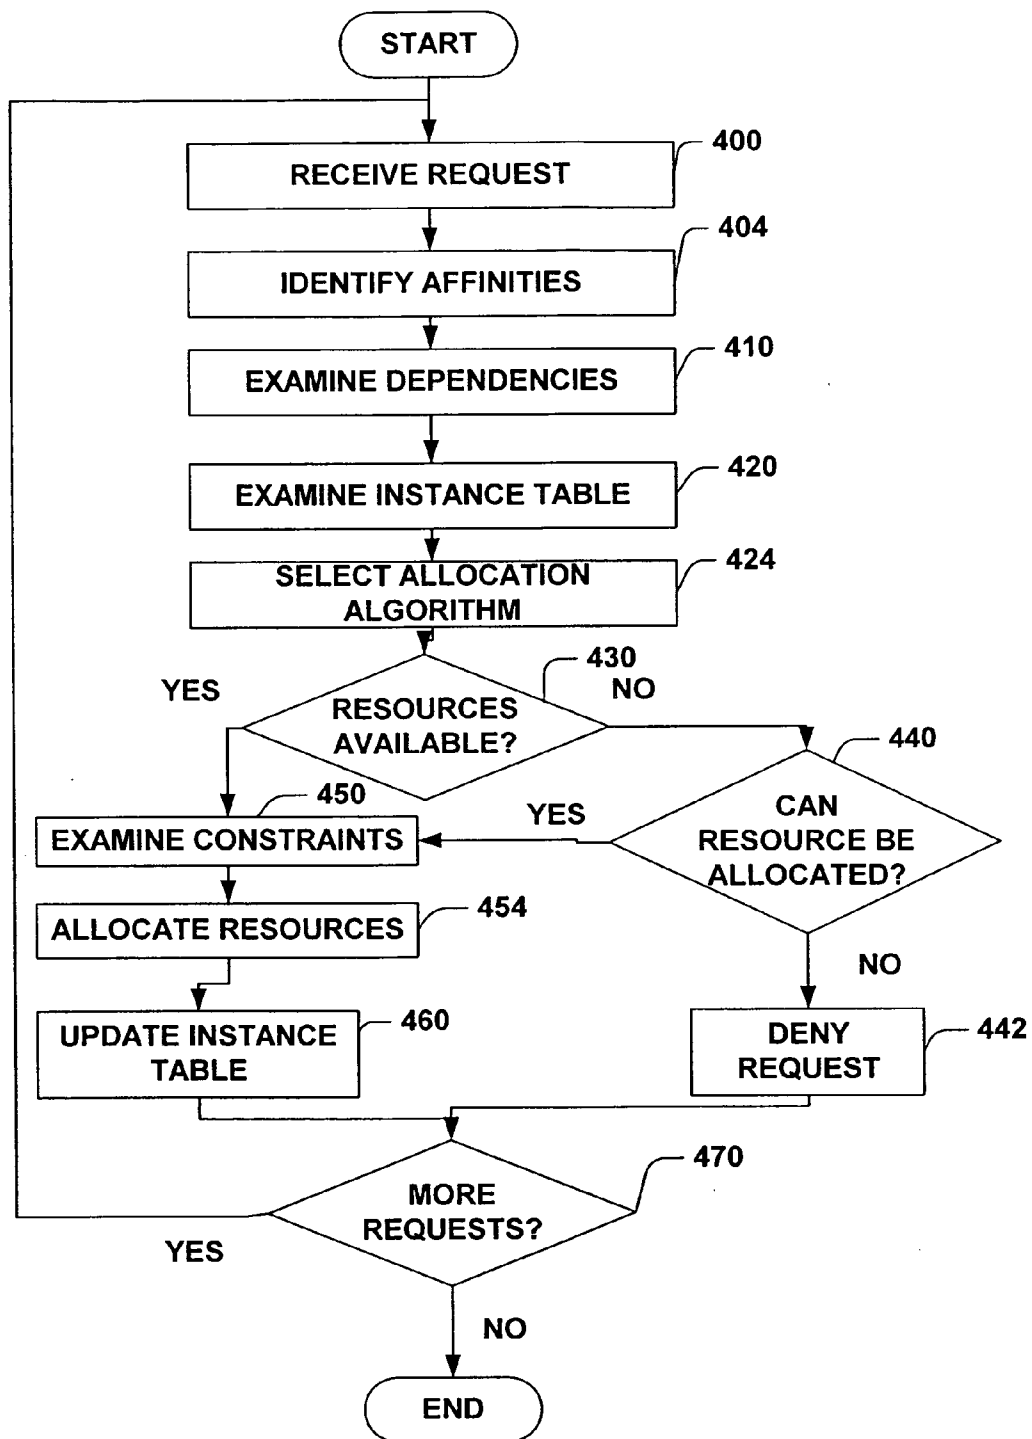 START
400
RECEIVE REQUEST
404
IDENTIFY AFFINITIES
410
EXAMINE DEPENDENCIES
420
EXAMINE INSTANCE TABLE
424
SELECT ALLOCATION
ALGORITHM
430
YES
NO
RESOURCES
AVAILABLE?
440
450
YES
CAN
RESOURCE BE
ALLOCATED?
EXAMINE CONSTRAINTS
454
ALLOCATE RESOURCES
NO
460
UPDATE INSTANCE
TABLE
442
DENY
REQUEST
470
MORE
REQUESTS?
YES
NO
END